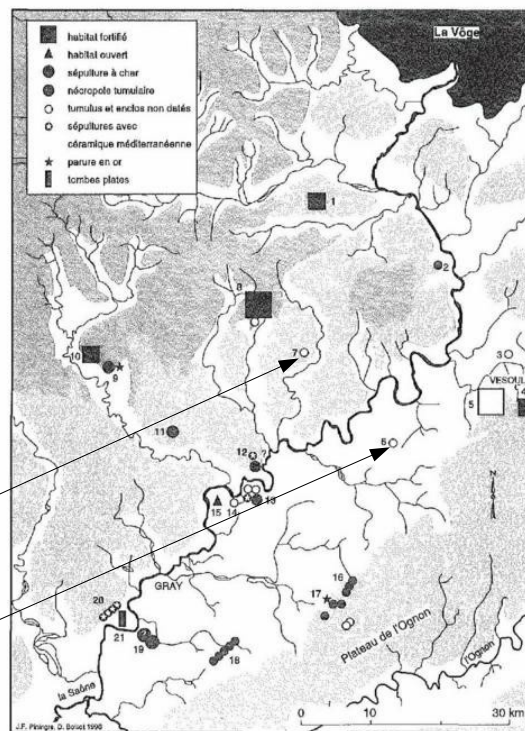 La Vôge
habitat fortifié
habitat ouvert
sépulture à char
nécropole tumulaire
tumulus et enclos non datés
sépultures avec
céramique méditerranéenne
parure en or
tombes plates
1
2
8
7
3
10
9
VESOUL
5
4
11
6
12 ?
15
14
13
N
16
GRAY
17
20
21
19
18
Plateau de l'Ognon
l'Ognon
la Saône
0
10
30 km
J.F. Piningre, D. Boisot 1996